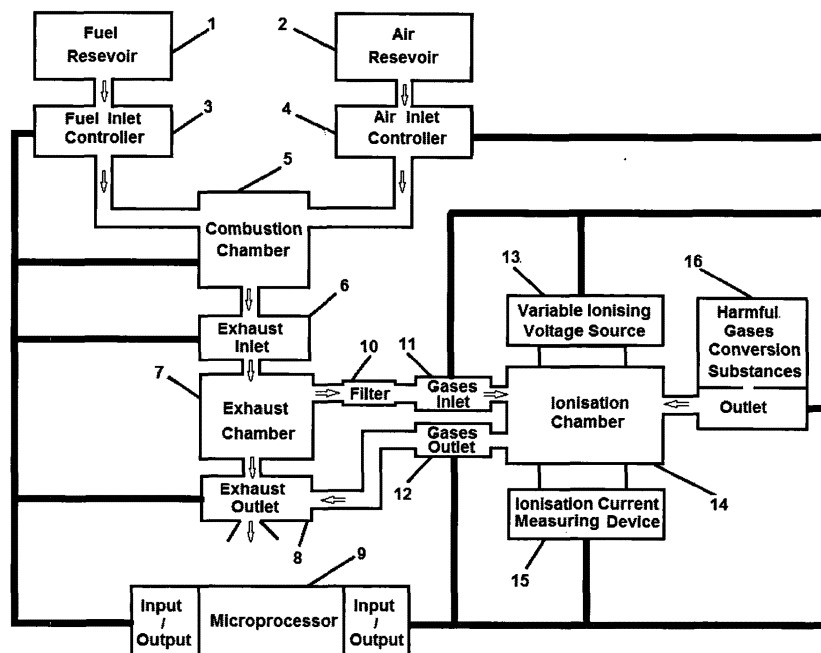 1
Fuel
Resevoir
2
Air
Resevoir
3
Fuel Inlet
Controller
4
Air Inlet
Controller
5
Combustion
Chamber
6
Exhaust
Inlet
7
Exhaust
Chamber
10
Filter
11
Gases
Inlet
13
Variable Ionising
Voltage Source
16
Harmful
Gases
Conversion
Substances
Outlet
Ionisation
Chamber
14
Gases
Outlet
12
Exhaust
Outlet
8
Ionisation Current
Measuring Device
15
9
Input
/
Output
Microprocessor
Input
/
Output